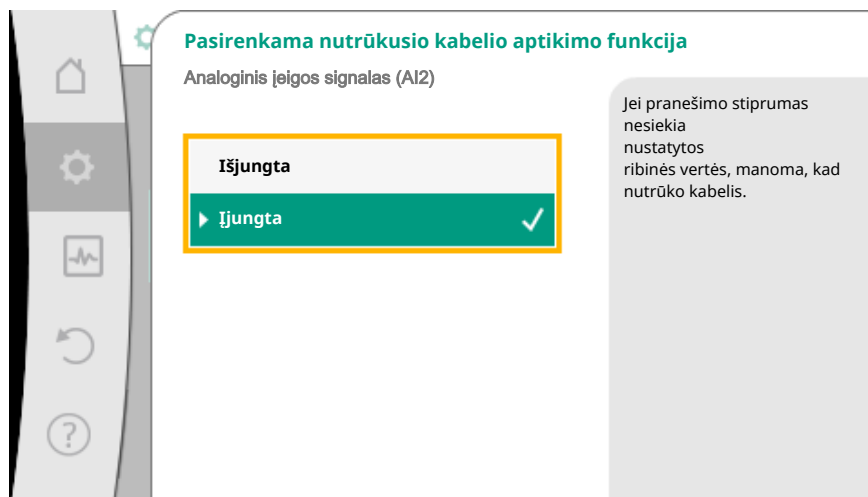 Pasirenkama nutrūkusio kabelio aptikimo funkcija
Analoginis įeigos signalas (AI2)
Išjungta
Įjungta
Jei pranešimo stiprumas
nesiekia
nustatytos
ribinės vertės, manoma, kad
nutrūko kabelis.
?